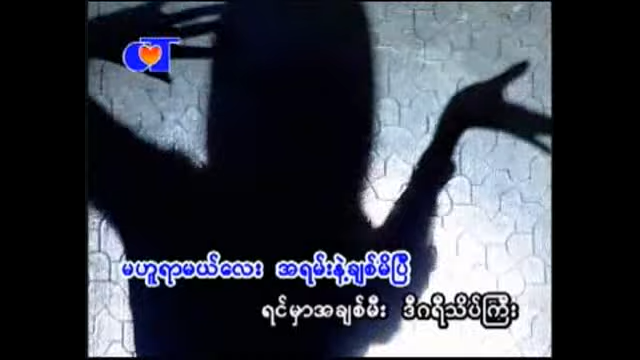 CT
မဟူရာမယ်လေး အရမ်းနဲ့ချစ်မိပြီ
ရင်မှာအချစ်မီး ဒီဂရီသိပ်ကြီး